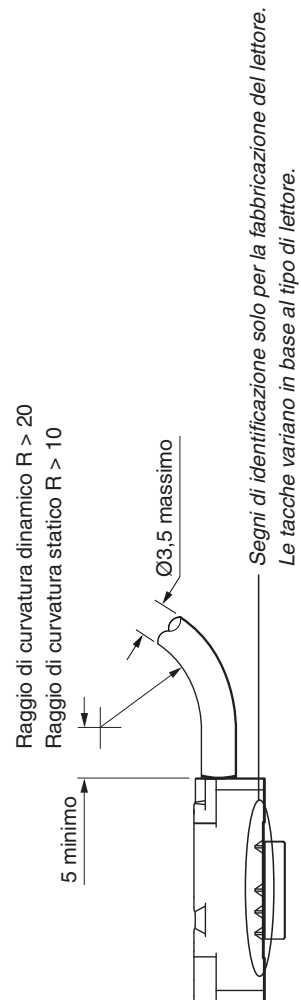 Raggio di curvatura dinamico R > 20
Raggio di curvatura statico R > 10
5 minimo
Ø3,5 massimo
Segni di identificazione solo per la fabbricazione del lettore.
Le tacche variano in base al tipo di lettore.